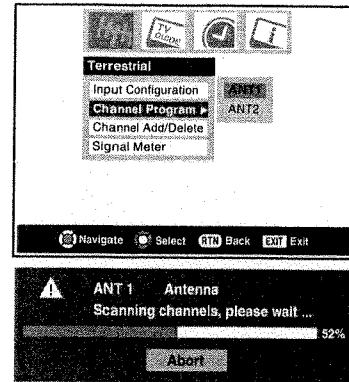 TV
Terrestrial
Input Configuration
Channel Program
ANT1
Channel Add/Delete
ANT2
Signal Meter
Navigate Select RTN Back EXIT Exit
ANT 1 Antenna
Scanning channels, please wait ...
52%
Abort